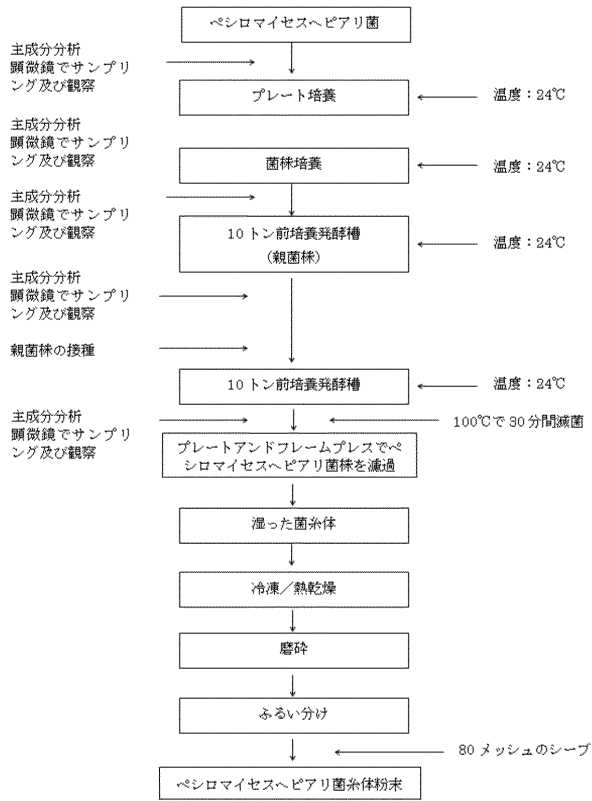 ペシロマイセスヘピアリ菌
主成分分析
顕微鏡でサンプリ
ング及び観察
プレート培養
温度：24℃
主成分分析
顕微鏡でサンプリ
ング及び観察
菌株培養
温度：24℃
主成分分析
顕微鏡でサンプリ
ング及び観察
10トン前培養発酵槽
（親菌株）
温度：24℃
主成分分析
顕微鏡でサンプリ
ング及び観察
親菌株の接種
10トン前培養発酵槽
温度：24℃
主成分分析
顕微鏡でサンプリ
ング及び観察
100℃で30分間滅菌
プレートアンドフレームプレスでペ
シロマイセスヘピアリ菌株を濾過
湿った菌糸体
冷凍／熱乾燥
磨砕
ふるい分け
80メッシュのシーブ
ペシロマイセスヘピアリ菌糸体粉末